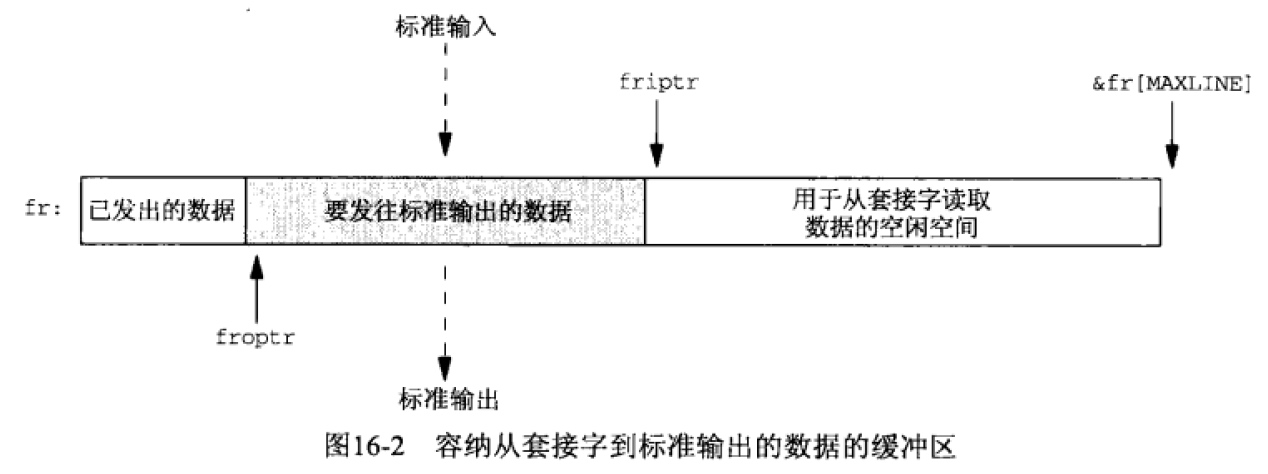 标准输入
friptr
&fr[MAXLINE]
fr:
已发出的数据
要发往标准输出的数据
用于从套接字读取
数据的空闲空间
froptr
标准输出
图16-2 容纳从套接字到标准输出的数据的缓冲区